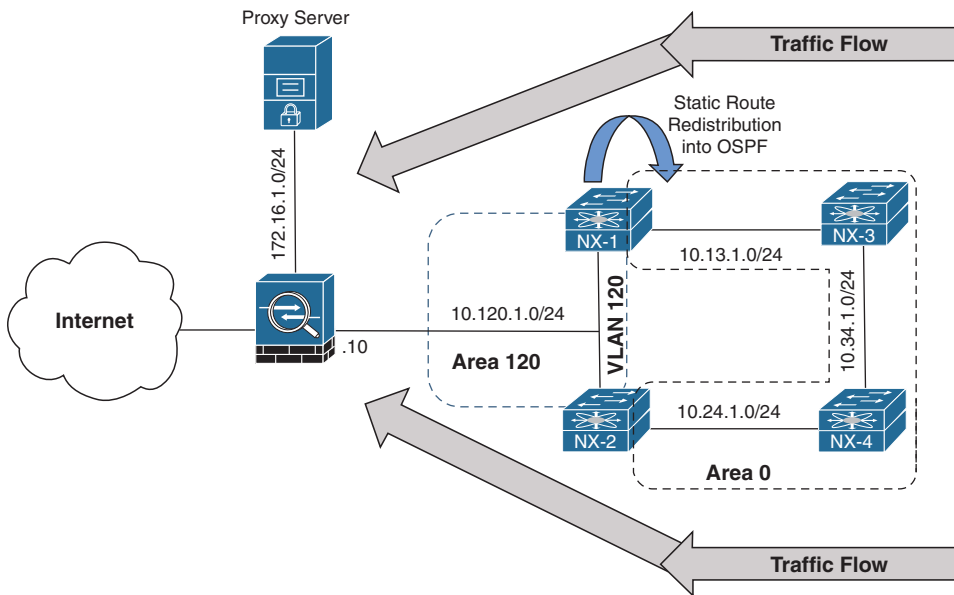 Proxy Server
Traffic Flow
Static Route
Redistribution
into OSPF
172.16.1.0/24
NX-1
NX-3
10.13.1.0/24
Internet
10.120.1.0/24
VLAN 120
10.34.1.0/24
.10
Area 120
NX-2
10.24.1.0/24
NX-4
Area 0
Traffic Flow